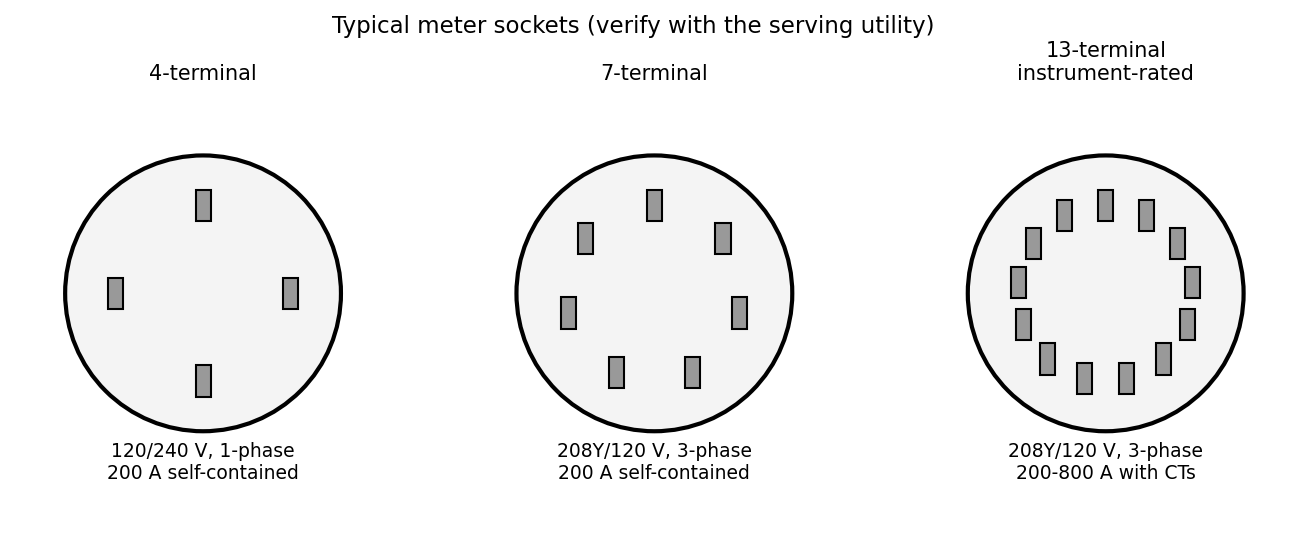 Typical meter sockets (verify with the serving utility)
4-terminal
7-terminal
13-terminal
instrument-rated
120/240 V, 1-phase
200 A self-contained
208Y/120 V, 3-phase
200 A self-contained
208Y/120 V, 3-phase
200-800 A with CTs